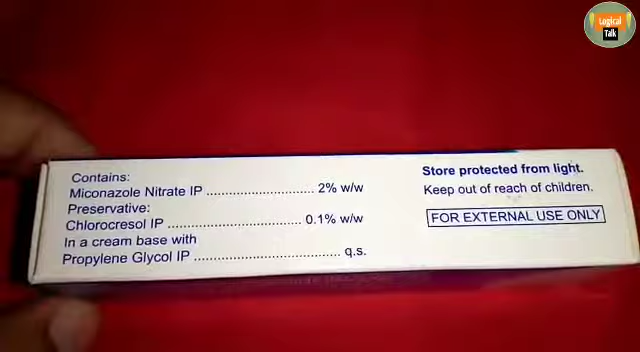 Logical
Talk
Contains:
Miconazole Nitrate IP .............................. 2% w/w
Preservative:
Chlorocresol IP ..................................... 0.1% w/w
In a cream base with
Propylene Glycol IP ........................................ q.s.
Store protected from light.
Keep out of reach of children.
FOR EXTERNAL USE ONLY